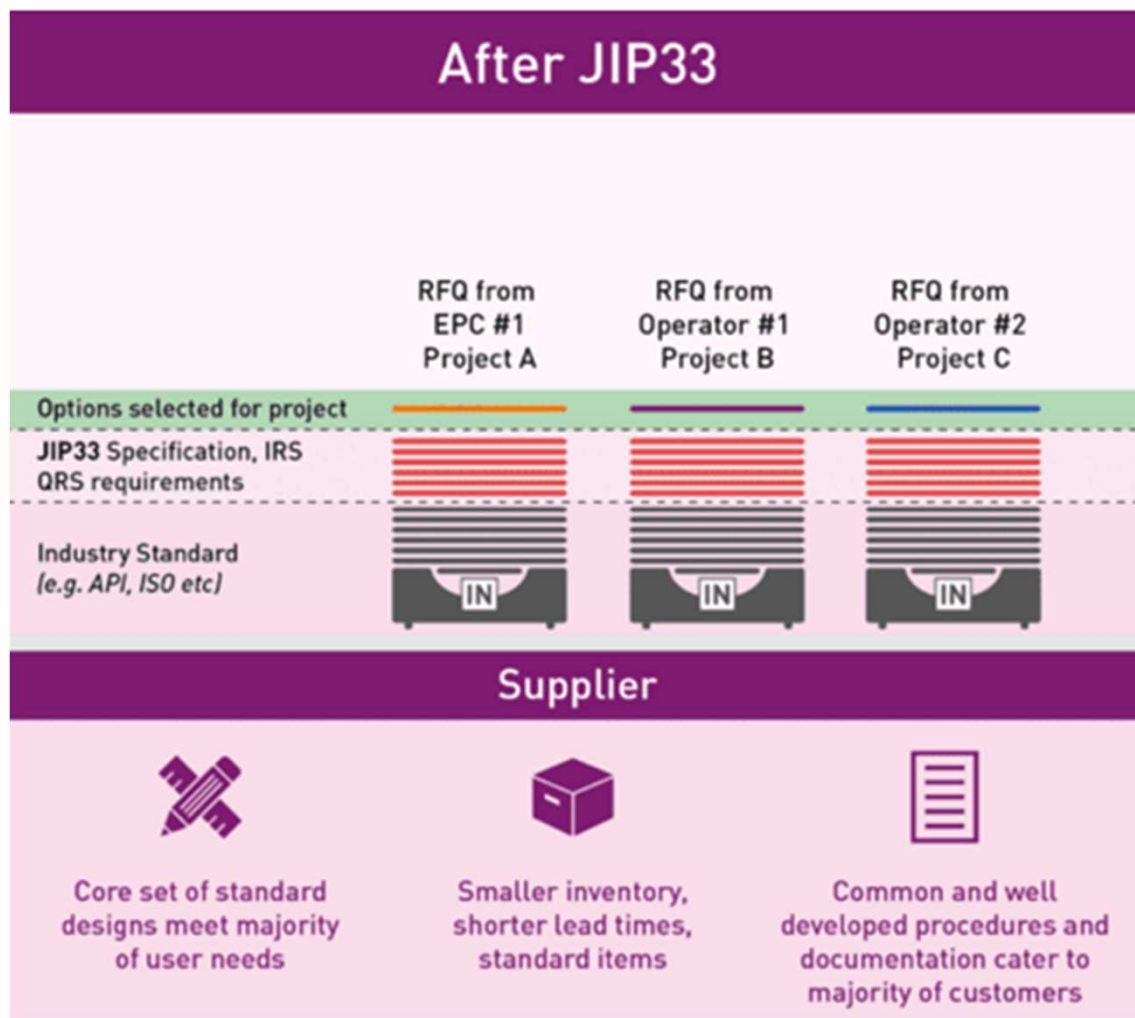 After JIP33
RFQ from
EPC #1
Project A
RFQ from
Operator #1
Project B
RFQ from
Operator #2
Project C
Options selected for project
JIP33 Specification, IRS
QRS requirements
Industry Standard
(e.g. API, ISO etc)
IN
IN
IN
Supplier
Core set of standard
designs meet majority
of user needs
Smaller inventory,
shorter lead times,
standard items
Common and well
developed procedures and
documentation cater to
majority of customers